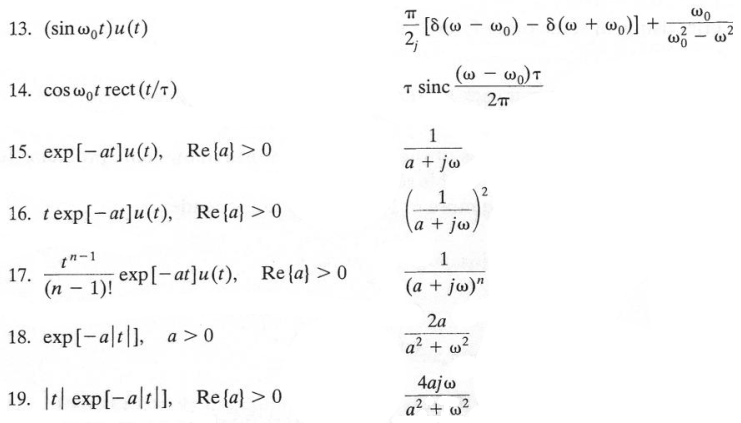 13. (sin ω₀t)u(t) π/2j [δ(ω − ω₀) − δ(ω + ω₀)] + ω₀/(ω₀² − ω²)
14. cos ω₀t rect(t/τ) τ sinc (ω − ω₀)τ/2π
15. exp[−at]u(t), Re{a} > 0 1/(a + jω)
16. t exp[−at]u(t), Re{a} > 0 (1/(a + jω))²
17. tⁿ⁻¹/(n − 1)! exp[−at]u(t), Re{a} > 0 1/(a + jω)ⁿ
18. exp[−a|t|], a > 0 2a/(a² + ω²)
19. |t| exp[−a|t|], Re{a} > 0 4ajω/(a² + ω²)